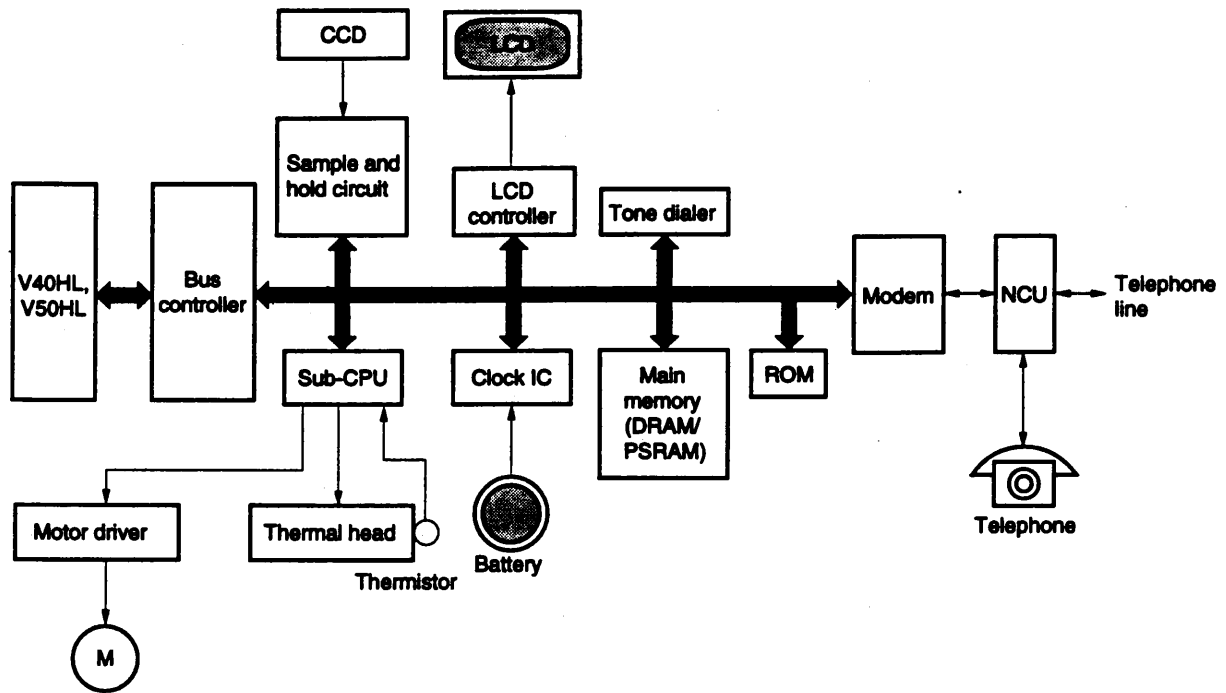 CCD
LCD
Sample and
hold circuit
LCD
controller
Tone dialer
V40HL,
V50HL
Bus
controller
Modem
NCU
Telephone
line
Sub-CPU
Clock IC
Main
memory
(DRAM/
PSRAM)
ROM
Motor driver
Thermal head
Thermistor
Battery
Telephone
M